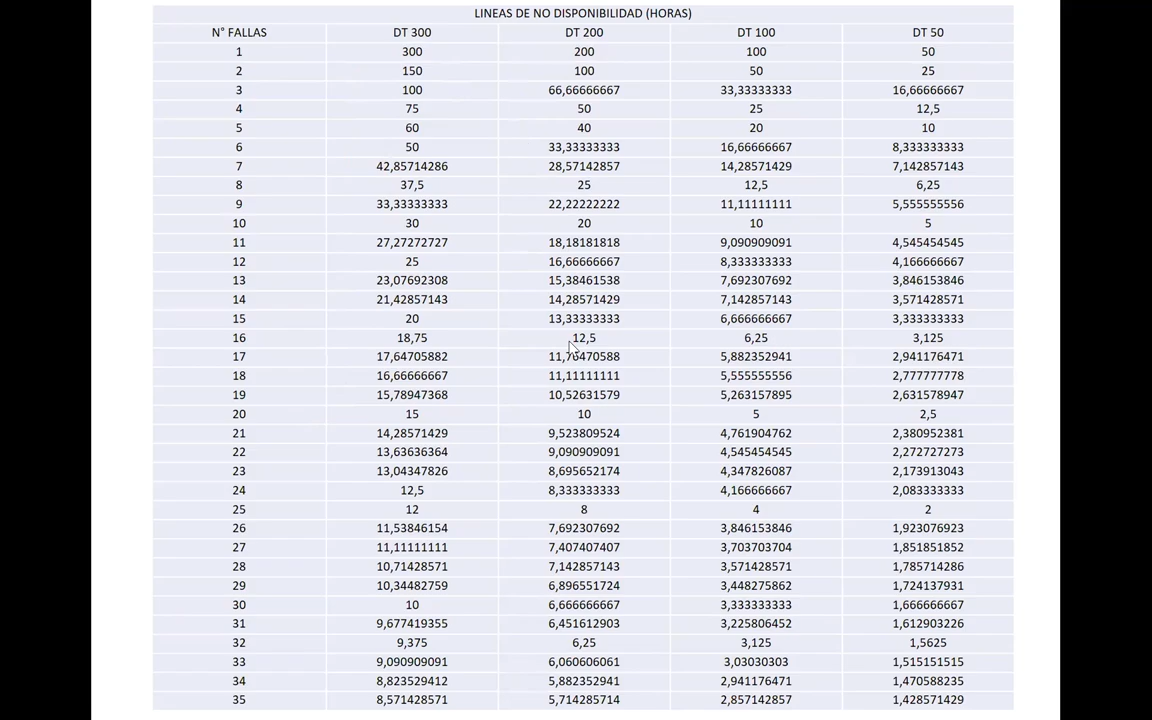 LINEAS DE NO DISPONIBILIDAD (HORAS)
N° FALLAS DT 300 DT 200 DT 100 DT 50
1 300 200 100 50
2 150 100 50 25
3 100 66,66666667 33,33333333 16,66666667
4 75 50 25 12,5
5 60 40 20 10
6 50 33,33333333 16,66666667 8,333333333
7 42,85714286 28,57142857 14,28571429 7,142857143
8 37,5 25 12,5 6,25
9 33,33333333 22,22222222 11,11111111 5,555555556
10 30 20 10 5
11 27,27272727 18,18181818 9,090909091 4,545454545
12 25 16,66666667 8,333333333 4,166666667
13 23,07692308 15,38461538 7,692307692 3,846153846
14 21,42857143 14,28571429 7,142857143 3,571428571
15 20 13,33333333 6,666666667 3,333333333
16 18,75 12,5 6,25 3,125
17 17,64705882 11,76470588 5,882352941 2,941176471
18 16,66666667 11,11111111 5,555555556 2,777777778
19 15,78947368 10,52631579 5,263157895 2,631578947
20 15 10 5 2,5
21 14,28571429 9,523809524 4,761904762 2,380952381
22 13,63636364 9,090909091 4,545454545 2,272727273
23 13,04347826 8,695652174 4,347826087 2,173913043
24 12,5 8,333333333 4,166666667 2,083333333
25 12 8 4 2
26 11,53846154 7,692307692 3,846153846 1,923076923
27 11,11111111 7,407407407 3,703703704 1,851851852
28 10,71428571 7,142857143 3,571428571 1,785714286
29 10,34482759 6,896551724 3,448275862 1,724137931
30 10 6,666666667 3,333333333 1,666666667
31 9,677419355 6,451612903 3,225806452 1,612903226
32 9,375 6,25 3,125 1,5625
33 9,090909091 6,060606061 3,03030303 1,515151515
34 8,823529412 5,882352941 2,941176471 1,470588235
35 8,571428571 5,714285714 2,857142857 1,428571429